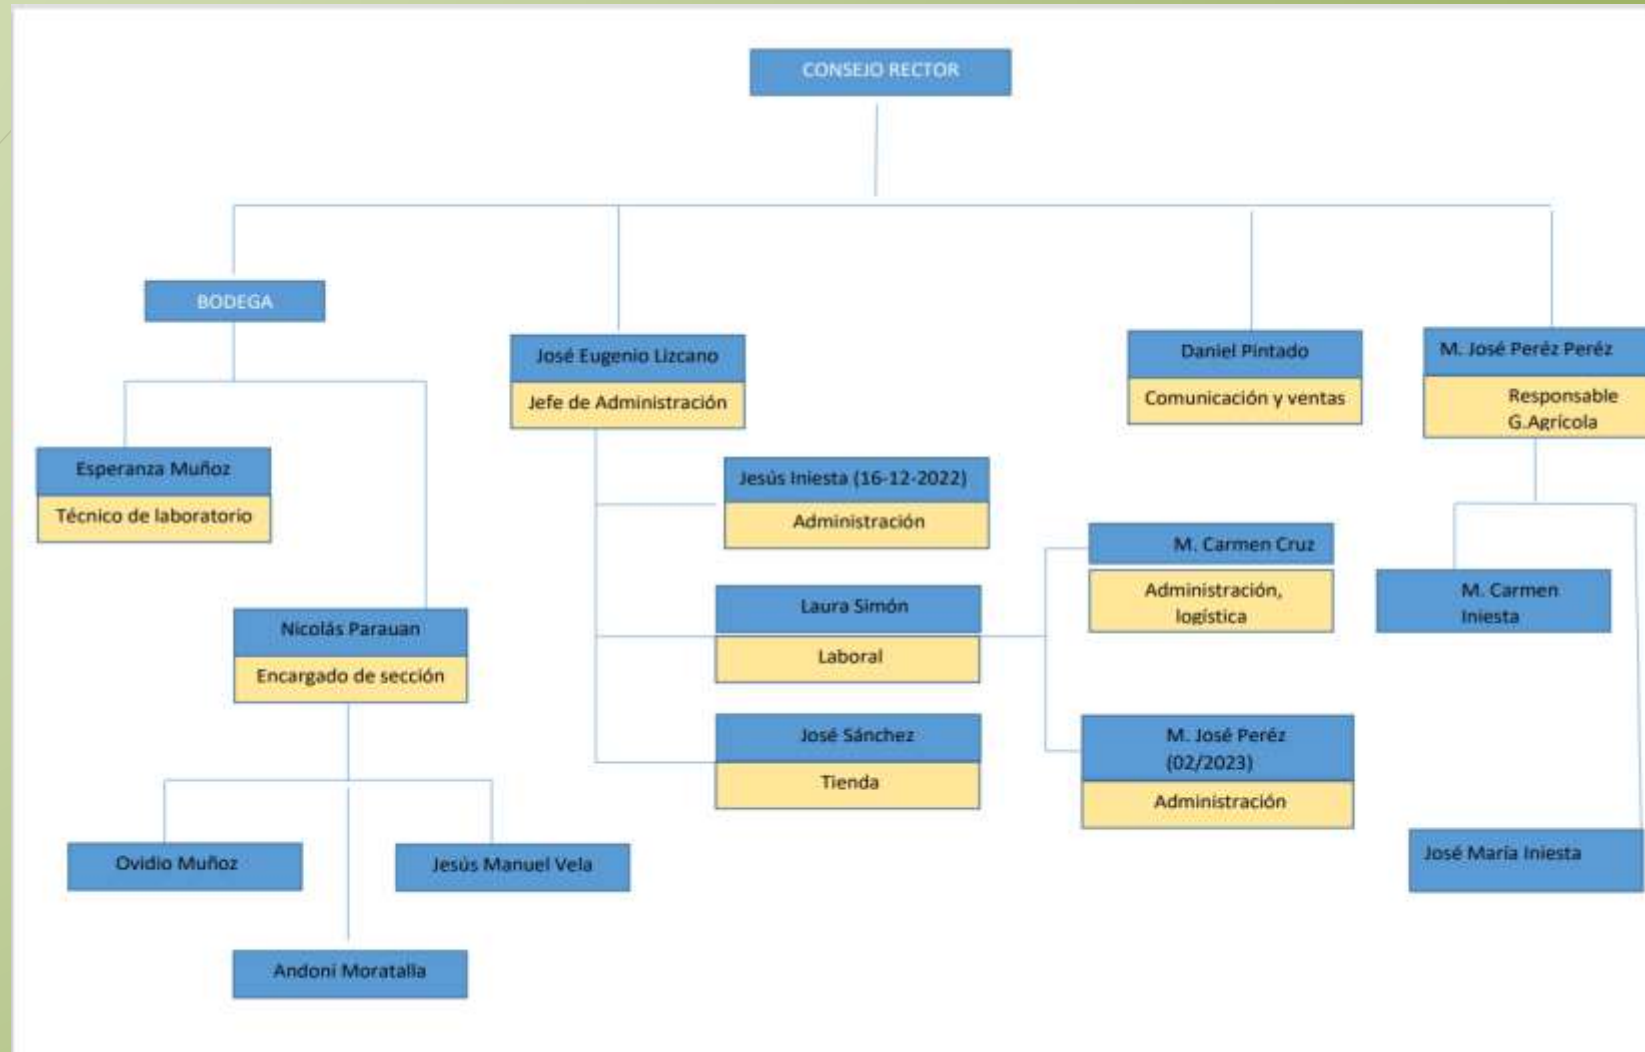 CONSEJO RECTOR
BODEGA
José Eugenio Lizcano
Jefe de Administración
Daniel Pintado
Comunicación y ventas
M. José Peréz Peréz
Responsable
G.Agrícola
Esperanza Muñoz
Técnico de laboratorio
Jesús Iniesta (16-12-2022)
Administración
M. Carmen Cruz
Administración,
logística
Laura Simón
Laboral
M. Carmen
Iniesta
Nicolás Parauan
Encargado de sección
José Sánchez
Tienda
M. José Peréz
(02/2023)
Administración
Ovidio Muñoz
Jesús Manuel Vela
José María Iniesta
Andoni Moratalla